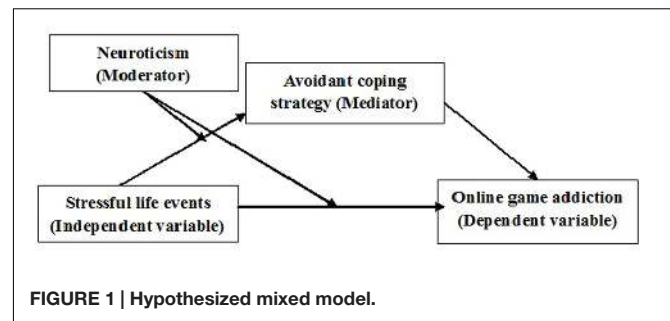 Neuroticism
(Moderator)
Avoidant coping
strategy (Mediator)
Stressful life events
(Independent variable)
Online game addiction
(Dependent variable)
FIGURE 1 | Hypothesized mixed model.